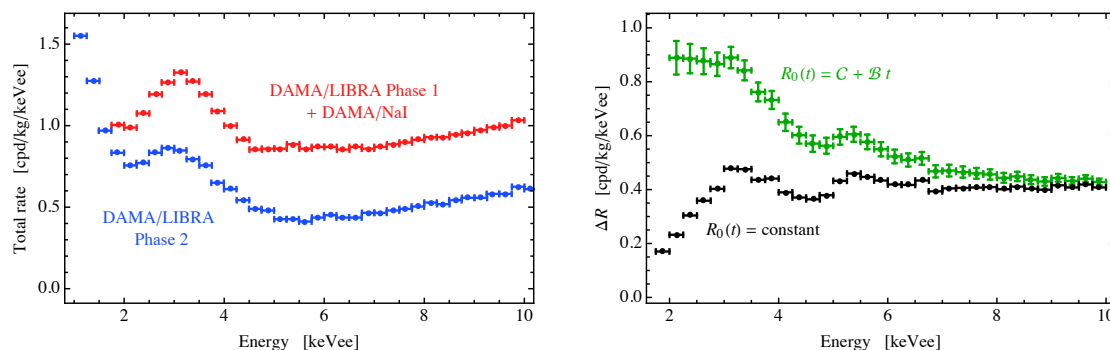 Total rate [cpd/kg/keVee]
1.5
1.0
0.5
0.0
DAMA/LIBRA Phase 1
+ DAMA/NaI
DAMA/LIBRA
Phase 2
2
4
6
8
10
Energy [keVee]
ΔR [cpd/kg/keVee]
1.0
0.8
0.6
0.4
0.2
0.0
R₀(t) = C + ℬ t
R₀(t) = constant
2
4
6
8
10
Energy [keVee]